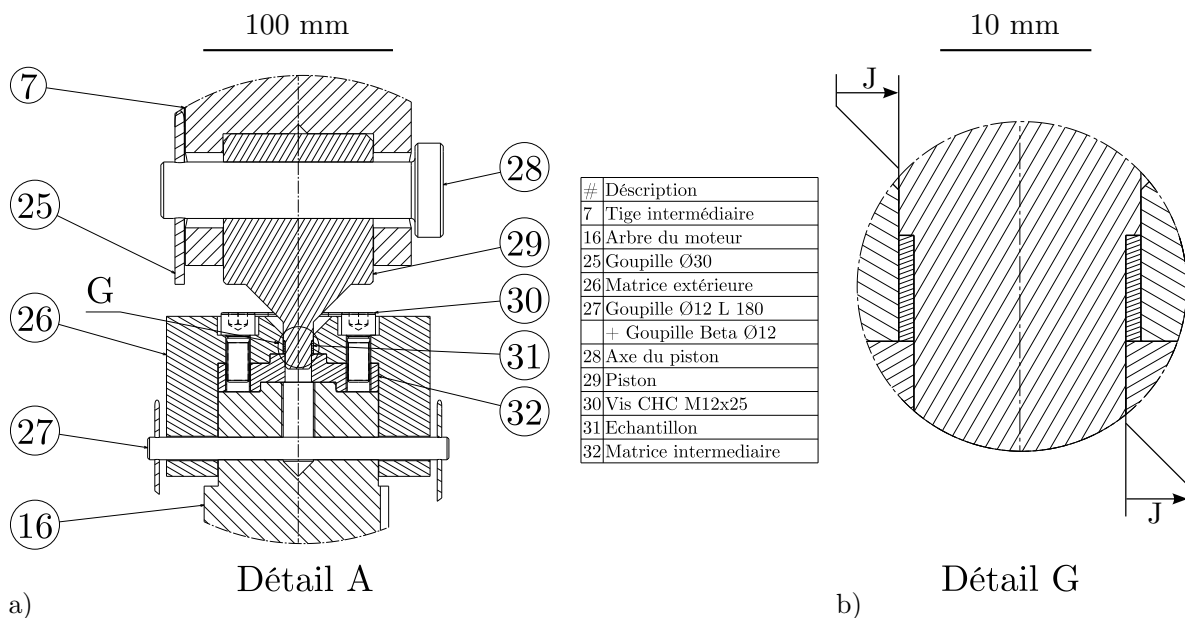 100 mm
10 mm
7
28
25
29
G
30
26
31
32
27
16
Détail A
a)
# Déscription
7 Tige intermédiaire
16 Arbre du moteur
25 Goupille Ø30
26 Matrice extérieure
27 Goupille Ø12 L 180
+ Goupille Beta Ø12
28 Axe du piston
29 Piston
30 Vis CHC M12x25
31 Echantillon
32 Matrice intermediaire
J
J
Détail G
b)